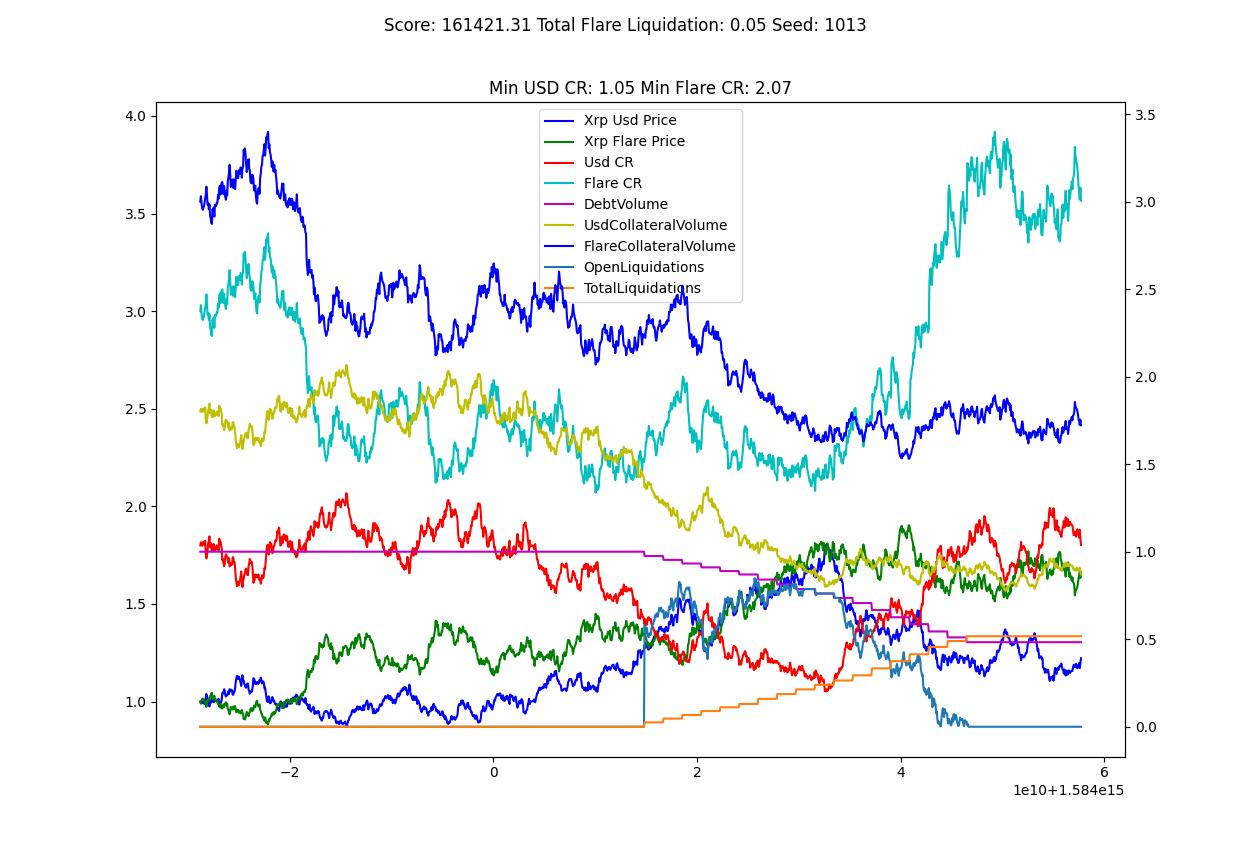 Score: 161421.31 Total Flare Liquidation: 0.05 Seed: 1013
Min USD CR: 1.05 Min Flare CR: 2.07
4.0
3.5
3.0
2.5
2.0
1.5
1.0
Xrp Usd Price
Xrp Flare Price
Usd CR
Flare CR
DebtVolume
UsdCollateralVolume
FlareCollateralVolume
OpenLiquidations
TotalLiquidations
3.5
3.0
2.5
2.0
1.5
1.0
0.5
0.0
−2 0 2 4 6
1e10+1.584e15